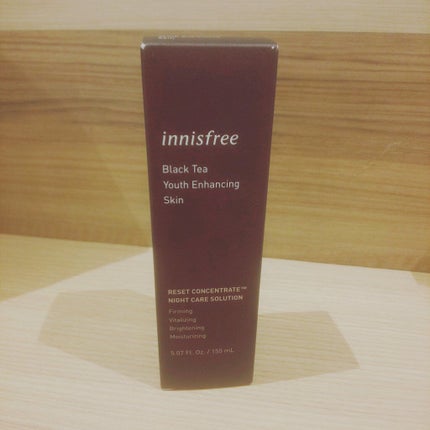 innisfree
Black Tea
Youth Enhancing
Skin
RESET CONCENTRATE™
NIGHT CARE SOLUTION
Firming
Vitalizing
Brightening
Moisturizing
5.07 Fl. Oz. / 150 mL